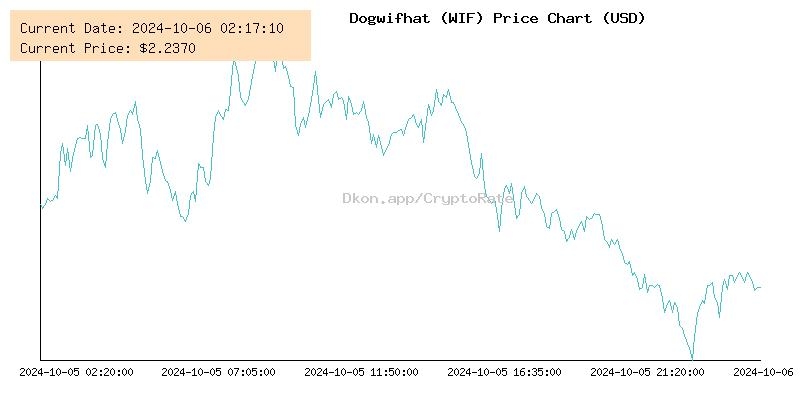 Dogwifhat (WIF) Price Chart (USD)
Current Date: 2024-10-06 02:17:10
Current Price: $2.2370
Dkon.app/CryptoRate
2024-10-05 02:20:00 2024-10-05 07:05:00 2024-10-05 11:50:00 2024-10-05 16:35:00 2024-10-05 21:20:00 2024-10-06